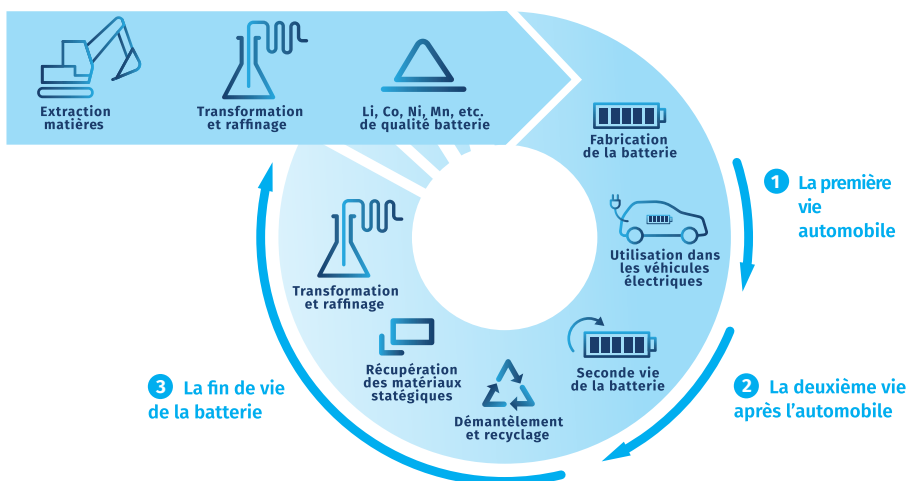 Extraction
matières
Transformation
et raffinage
Li, Co, Ni, Mn, etc.
de qualité batterie
Fabrication
de la batterie
1 La première
vie
automobile
Utilisation dans
les véhicules
électriques
Seconde vie
de la batterie
2 La deuxième vie
après l’automobile
Démantèlement
et recyclage
Récupération
des matériaux
statégiques
Transformation
et raffinage
3 La fin de vie
de la batterie